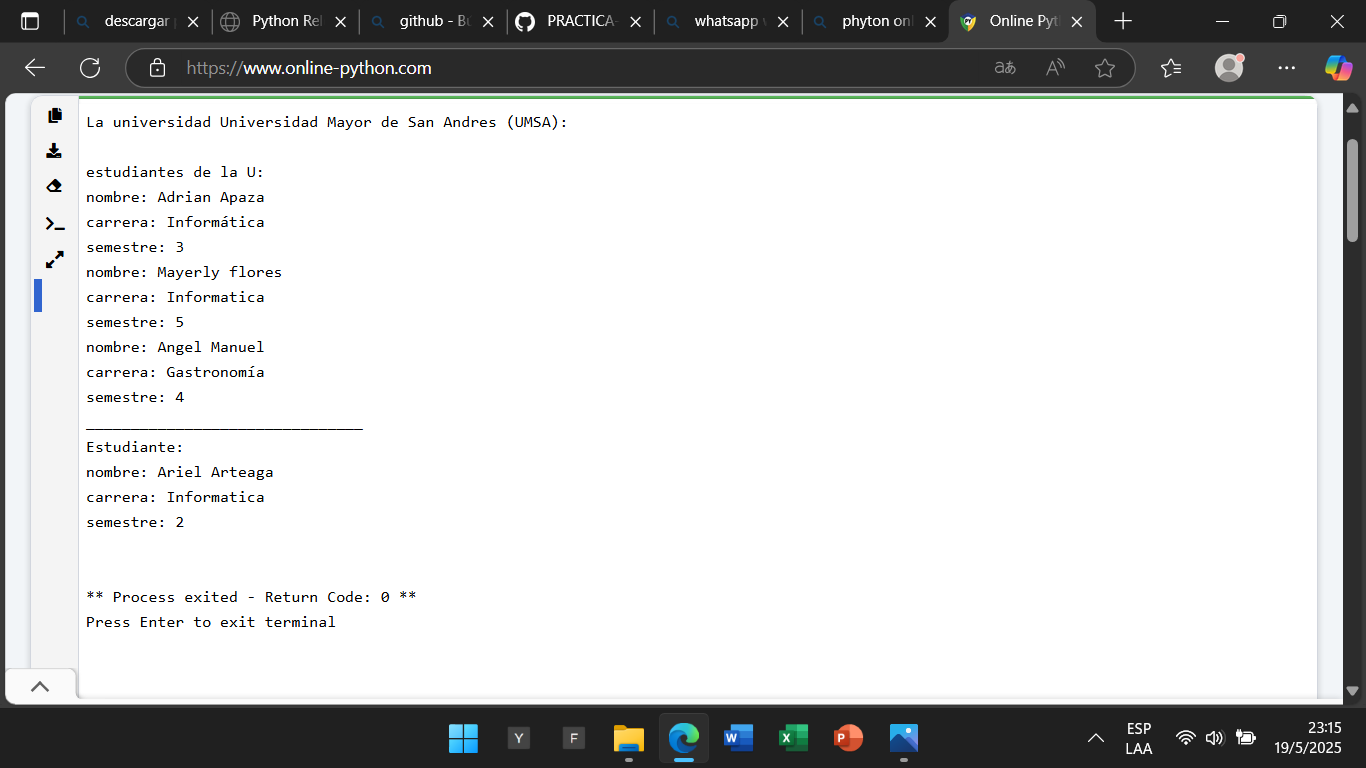 descargar
Python Rel
github - Bú
PRACTICA-
whatsapp
phyton onl
Online Pyt
https://www.online-python.com
La universidad Universidad Mayor de San Andres (UMSA):
estudiantes de la U:
nombre: Adrian Apaza
carrera: Informática
semestre: 3
nombre: Mayerly flores
carrera: Informatica
semestre: 5
nombre: Angel Manuel
carrera: Gastronomía
semestre: 4
_______________________________
Estudiante:
nombre: Ariel Arteaga
carrera: Informatica
semestre: 2
** Process exited - Return Code: 0 **
Press Enter to exit terminal
Y
F
ESP
LAA
23:15
19/5/2025